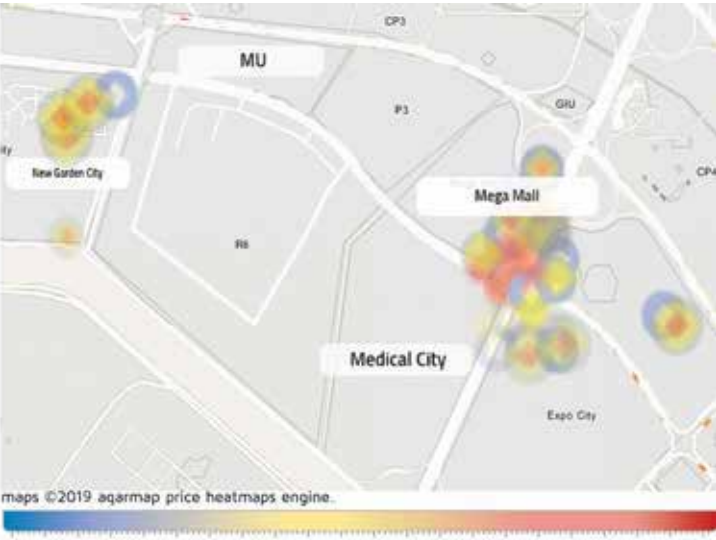 CP3
MU
P3
GIU
ity
New Garden City
CP4
Mega Mall
R6
Medical City
Expo City
maps ©2019 aqarmap price heatmaps engine.